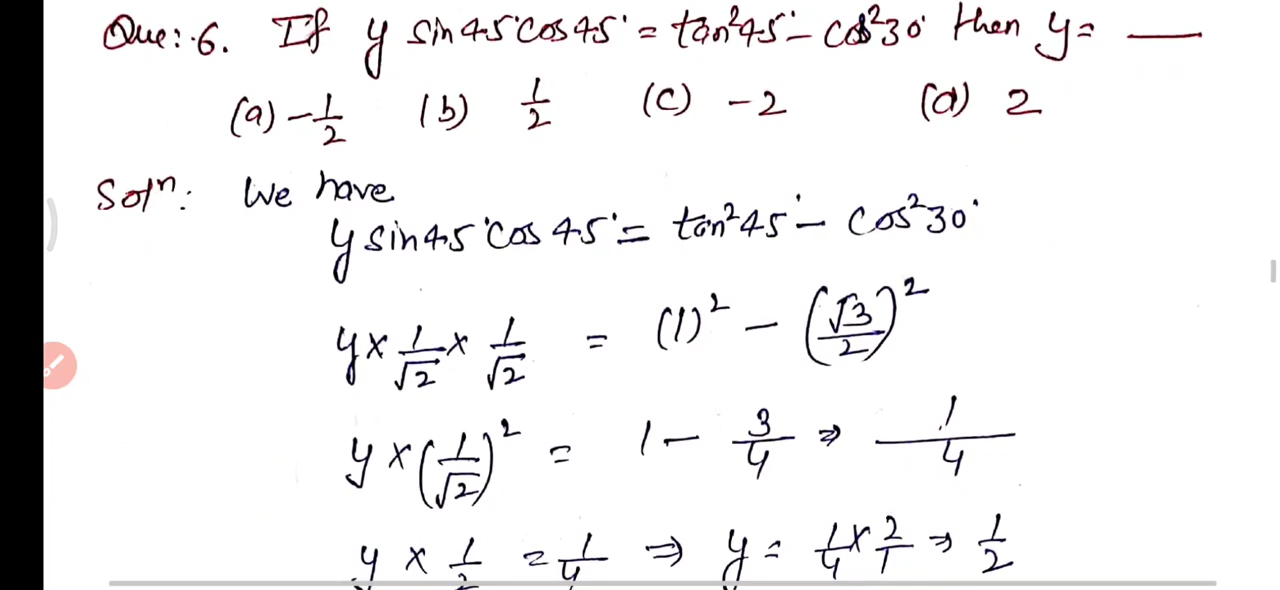 Que:-6. If y sin45°cos45° = tan²45° - cos²30° then y= __
(a) -1/2 (b) 1/2 (c) -2 (d) 2
Solⁿ: We have
y sin45°cos45° = tan²45° - cos²30°
y × 1/√2 × 1/√2 = (1)² - (√3/2)²
y × (1/√2)² = 1 - 3/4 ⇒ 1/4
y × 1/2 = 1/4 ⇒ y = 1/4 × 2/1 ⇒ 1/2